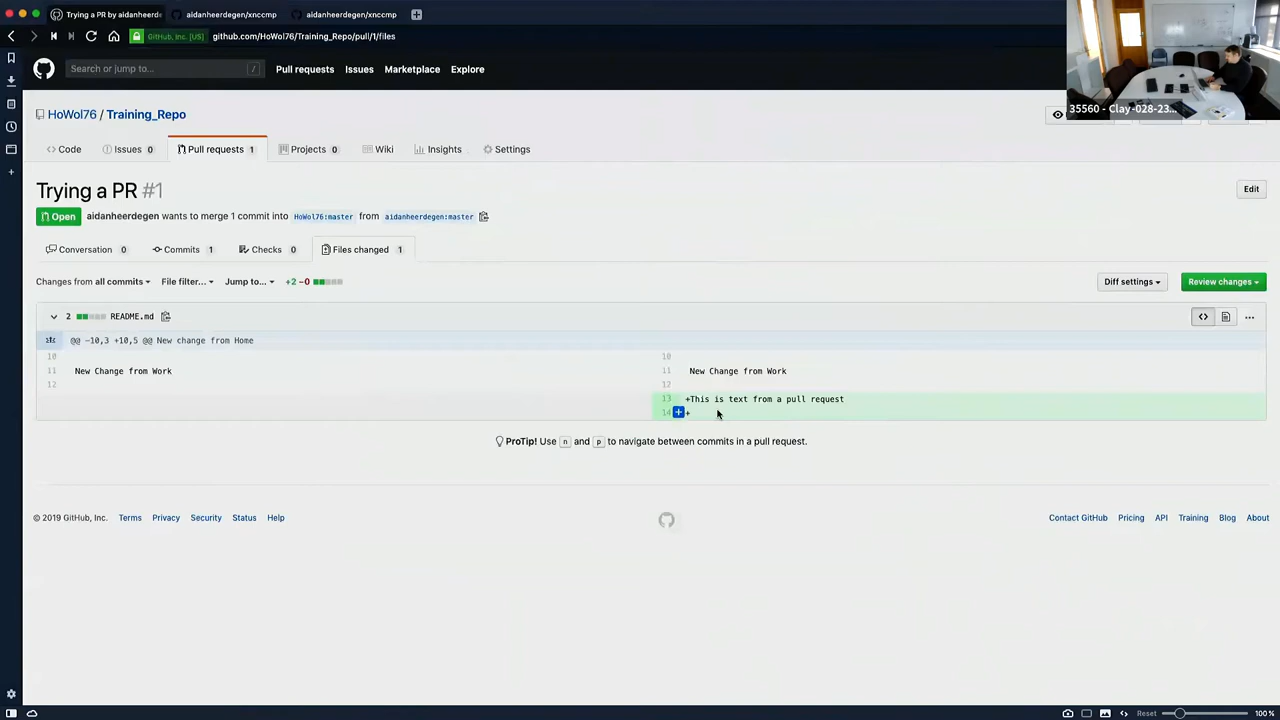 Trying a PR by aidanheerdegen
aidanheerdegen/xnccmp
aidanheerdegen/xnccmp
GitHub, Inc. [US]
github.com/HoWol76/Training_Repo/pull/1/files
Search or jump to...
/
Pull requests
Issues
Marketplace
Explore
35560 - Clay-028-23...
HoWol76 / Training_Repo
Code
Issues 0
Pull requests 1
Projects 0
Wiki
Insights
Settings
Trying a PR #1
Edit
Open
aidanheerdegen wants to merge 1 commit into HoWol76:master from aidanheerdegen:master
Conversation 0
Commits 1
Checks 0
Files changed 1
Changes from all commits
File filter...
Jump to...
+2 −0
Diff settings
Review changes
2
README.md
@@ -10,3 +10,5 @@ New change from Home
10
10
11 New Change from Work
11 New Change from Work
12
12
13 +This is text from a pull request
14 +
ProTip! Use n and p to navigate between commits in a pull request.
© 2019 GitHub, Inc.
Terms
Privacy
Security
Status
Help
Contact GitHub
Pricing
API
Training
Blog
About
Reset
100 %